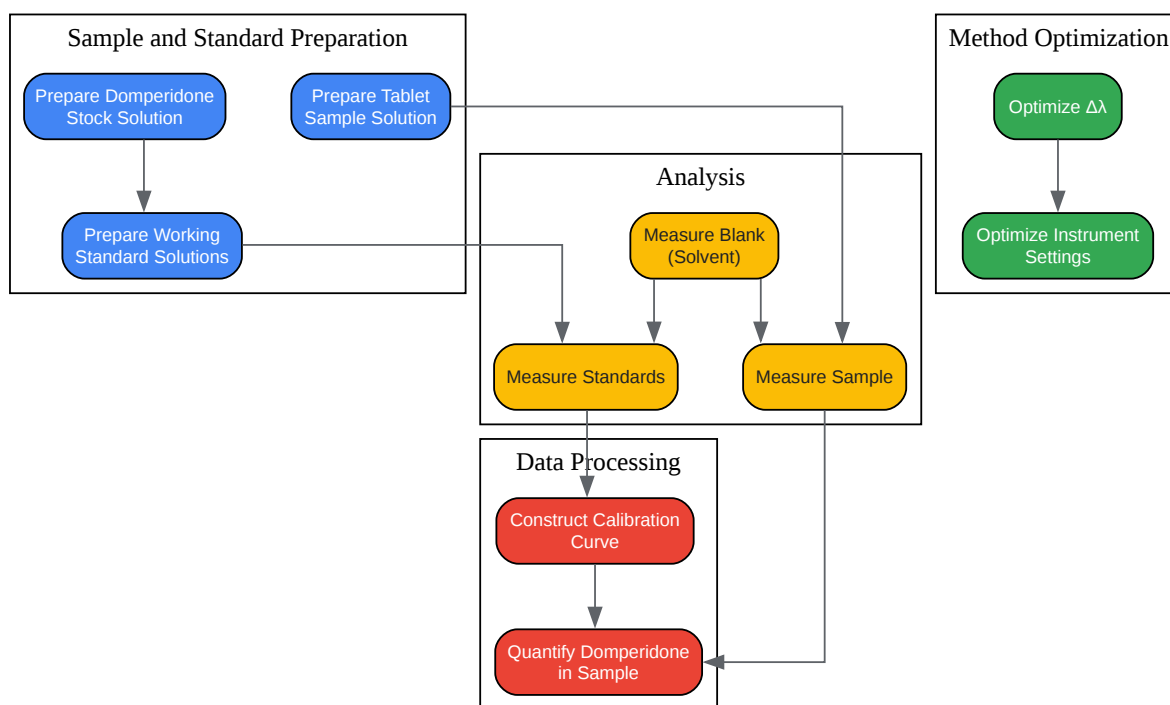 Sample and Standard Preparation
Prepare Domperidone
Stock Solution
Prepare Tablet
Sample Solution
Prepare Working
Standard Solutions
Method Optimization
Optimize Δλ
Optimize Instrument
Settings
Analysis
Measure Blank
(Solvent)
Measure Standards
Measure Sample
Data Processing
Construct Calibration
Curve
Quantify Domperidone
in Sample